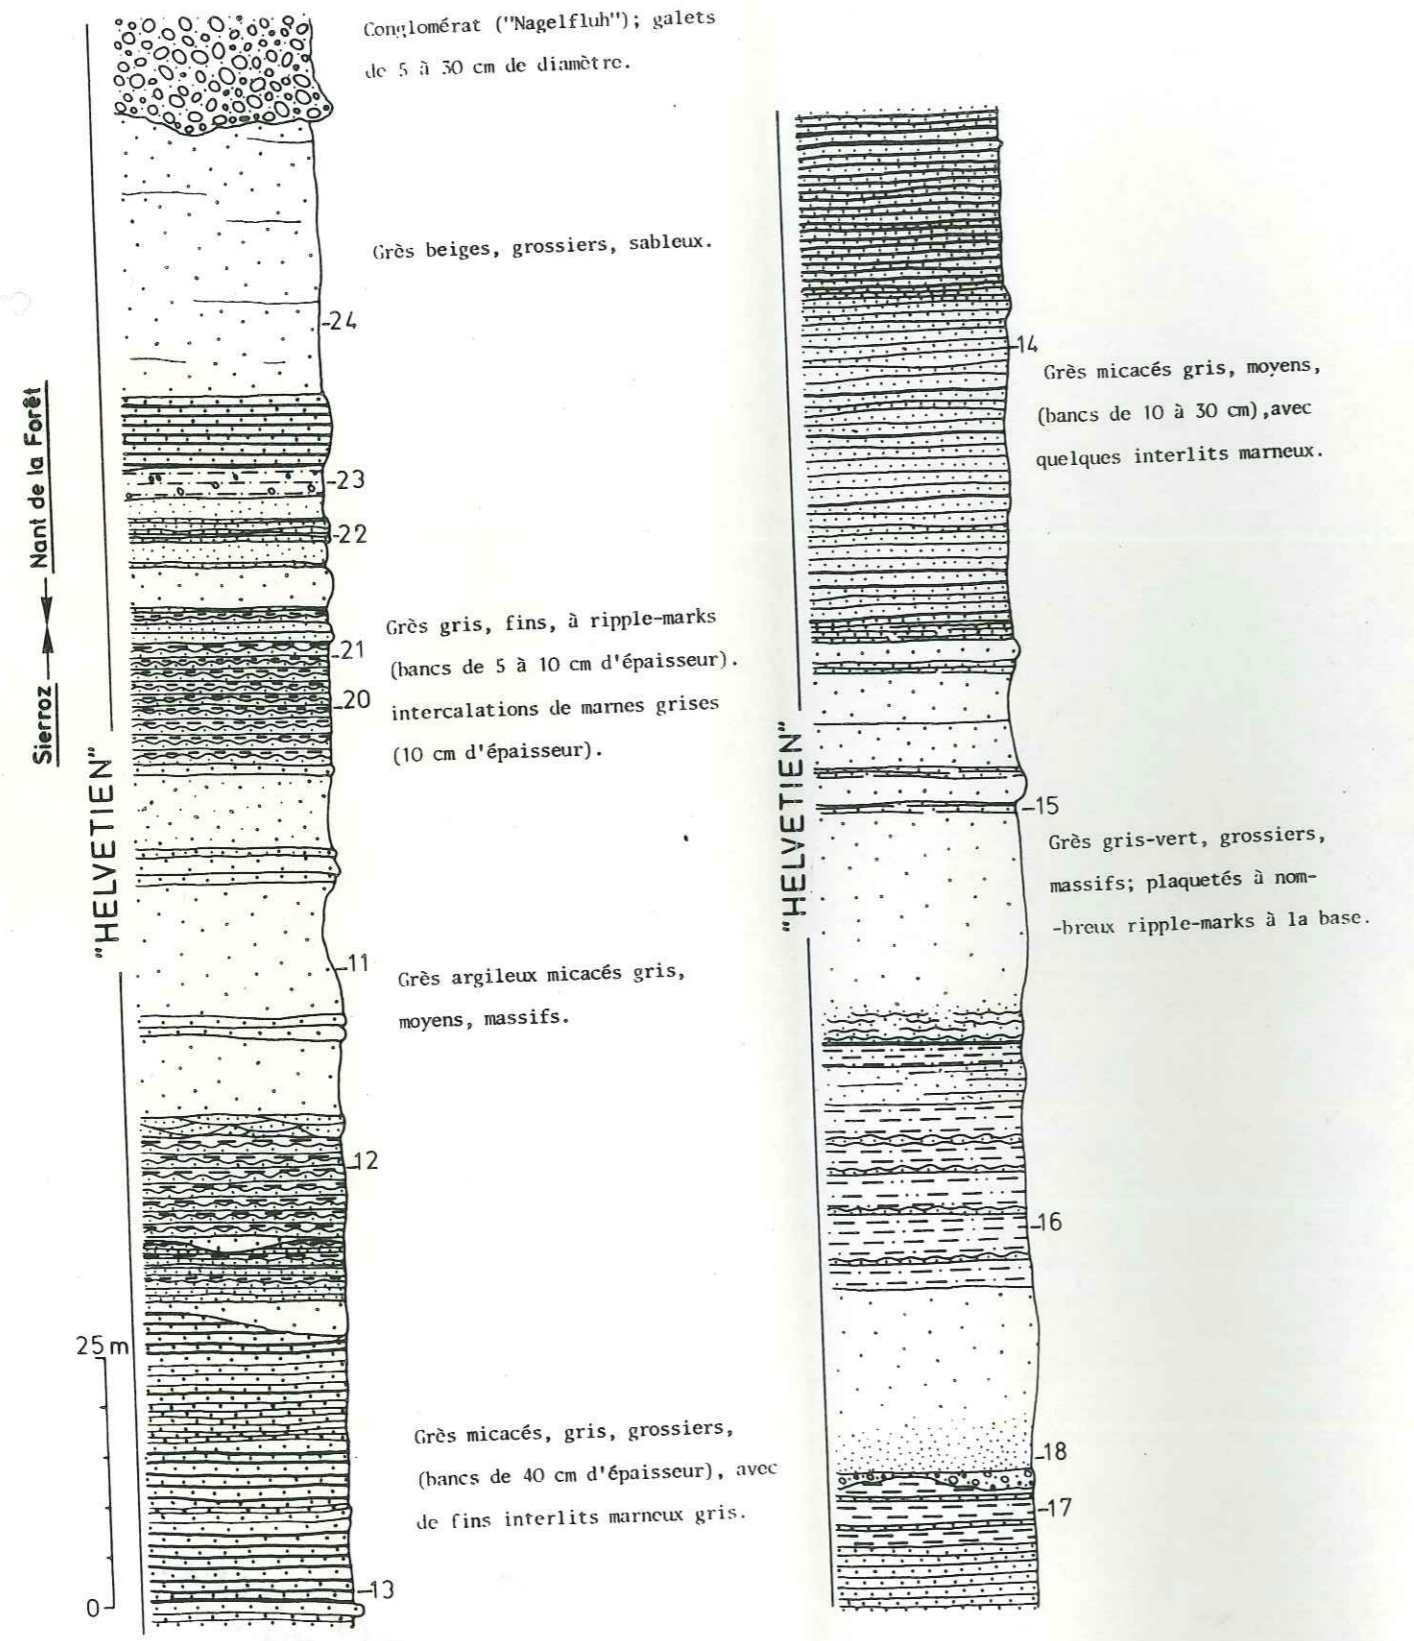 Conglomérat ("Nagelfluh"); galets
de 5 à 30 cm de diamètre.
Grès beiges, grossiers, sableux.
24
23
22
Nant de la Forêt
Sierroz
Grès gris, fins, à ripple-marks
(bancs de 5 à 10 cm d'épaisseur).
intercalations de marnes grises
(10 cm d'épaisseur).
21
20
"HELVETIEN"
11
Grès argileux micacés gris,
moyens, massifs.
12
25 m
Grès micacés, gris, grossiers,
(bancs de 40 cm d'épaisseur), avec
de fins interlits marneux gris.
13
0
14
Grès micacés gris, moyens,
(bancs de 10 à 30 cm),avec
quelques interlits marneux.
"HELVETIEN"
15
Grès gris-vert, grossiers,
massifs; plaquetés à nom-
-breux ripple-marks à la base.
16
18
17